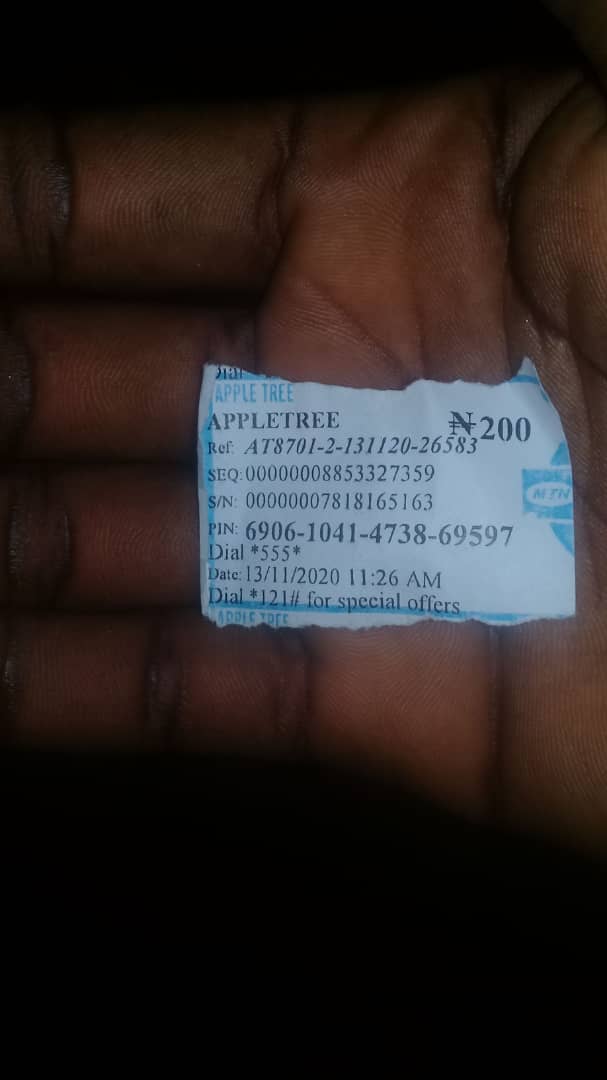 Dial
APPLE TREE
APPLETREE ₦200
Ref: AT8701-2-131120-26583
SEQ:00000008853327359
S/N: 00000007818165163
MTN
PIN: 6906-1041-4738-69597
Dial *555*
Date:13/11/2020 11:26 AM
Dial *121# for special offers
APPLE TREE